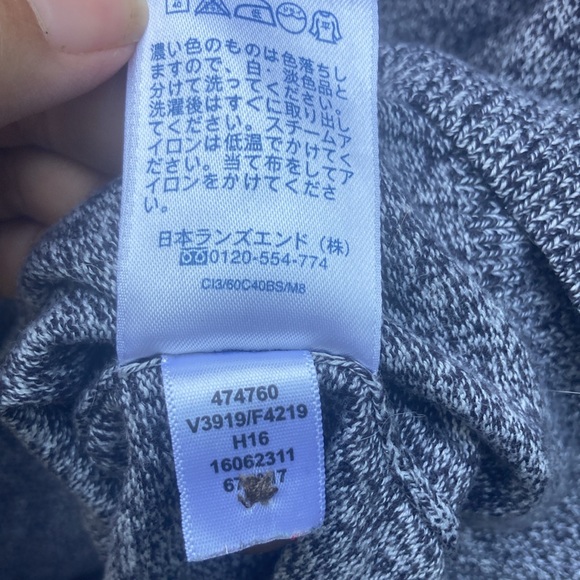 40
濃い色のものは色落ちし
ますので、白・淡色品と
分けて洗ってください。
洗濯後はすぐに取り出し
てください。スチームア
イロンは低温でかけてく
ださい。当て布をしてア
イロンをかけてくださ
い。
日本ランズエンド（株）
0120-554-774
CI3/60C40BS/M8
474760
V3919/F4219
H16
16062311